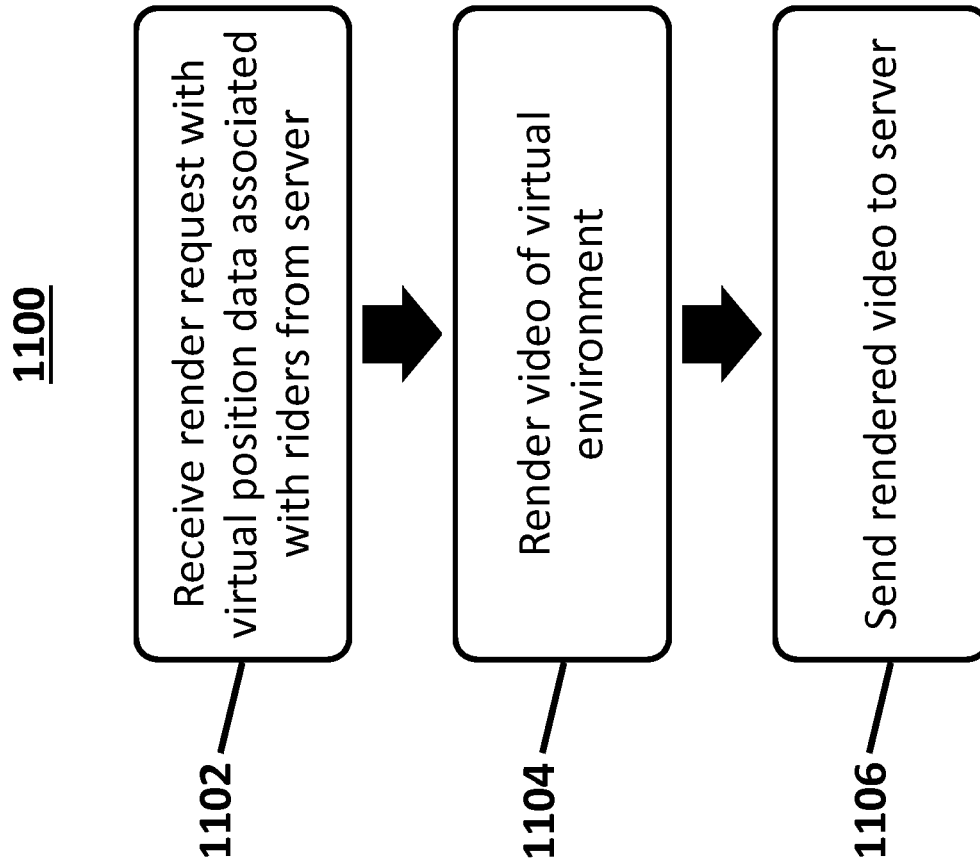 1100
Receive render request with
virtual position data associated
with riders from server
1102
Render video of virtual
environment
1104
Send rendered video to server
1106